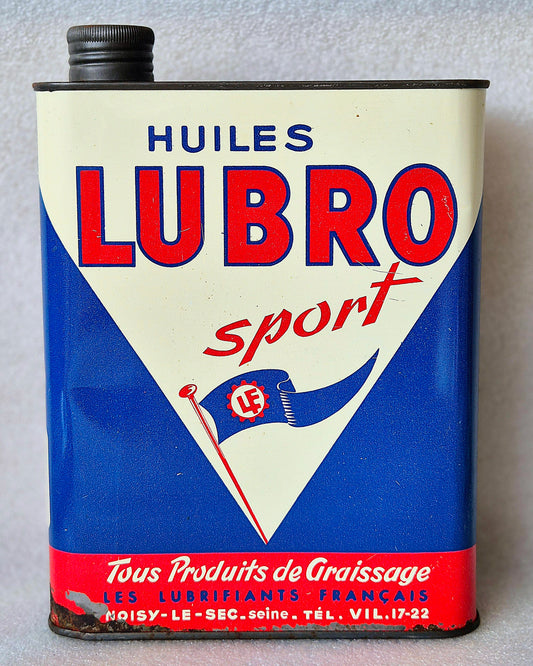 HUILES
LUBRO
sport
LF
Tous Produits de Graissage
LES LUBRIFIANTS-FRANÇAIS
NOISY-LE-SEC.seine. TÉL. VIL.17-22